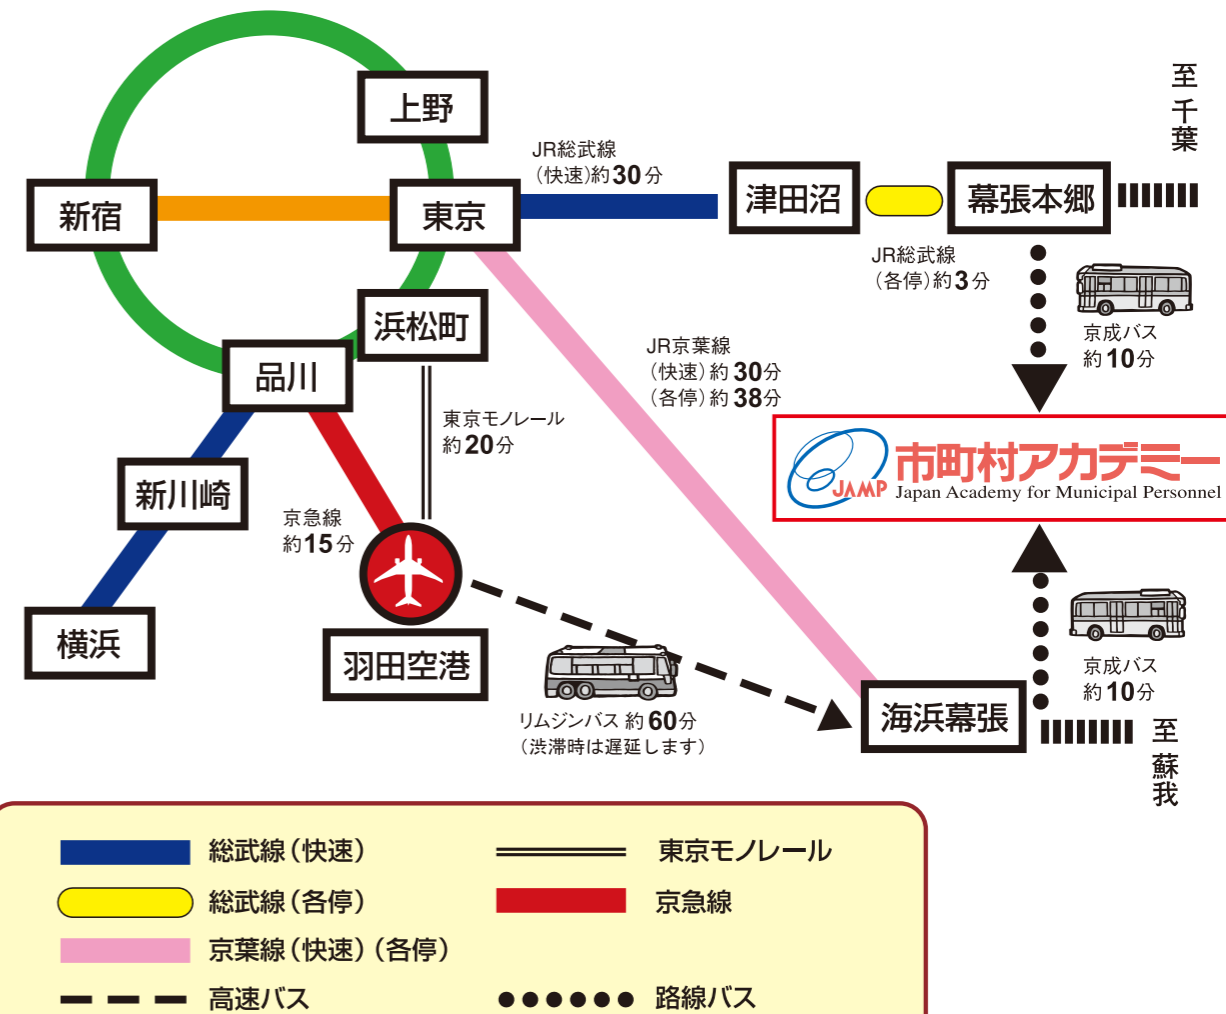 上野
至千葉
JR総武線
(快速)約30分
新宿
東京
津田沼
幕張本郷
JR総武線
(各停)約3分
浜松町
京成バス
約10分
JR京葉線
(快速)約30分
(各停)約38分
品川
東京モノレール
約20分
市町村アカデミー
JAMP
Japan Academy for Municipal Personnel
新川崎
京急線
約15分
横浜
羽田空港
京成バス
約10分
リムジンバス 約60分
(渋滞時は遅延します)
海浜幕張
至蘇我
総武線(快速)
東京モノレール
総武線(各停)
京急線
京葉線(快速)(各停)
高速バス
路線バス